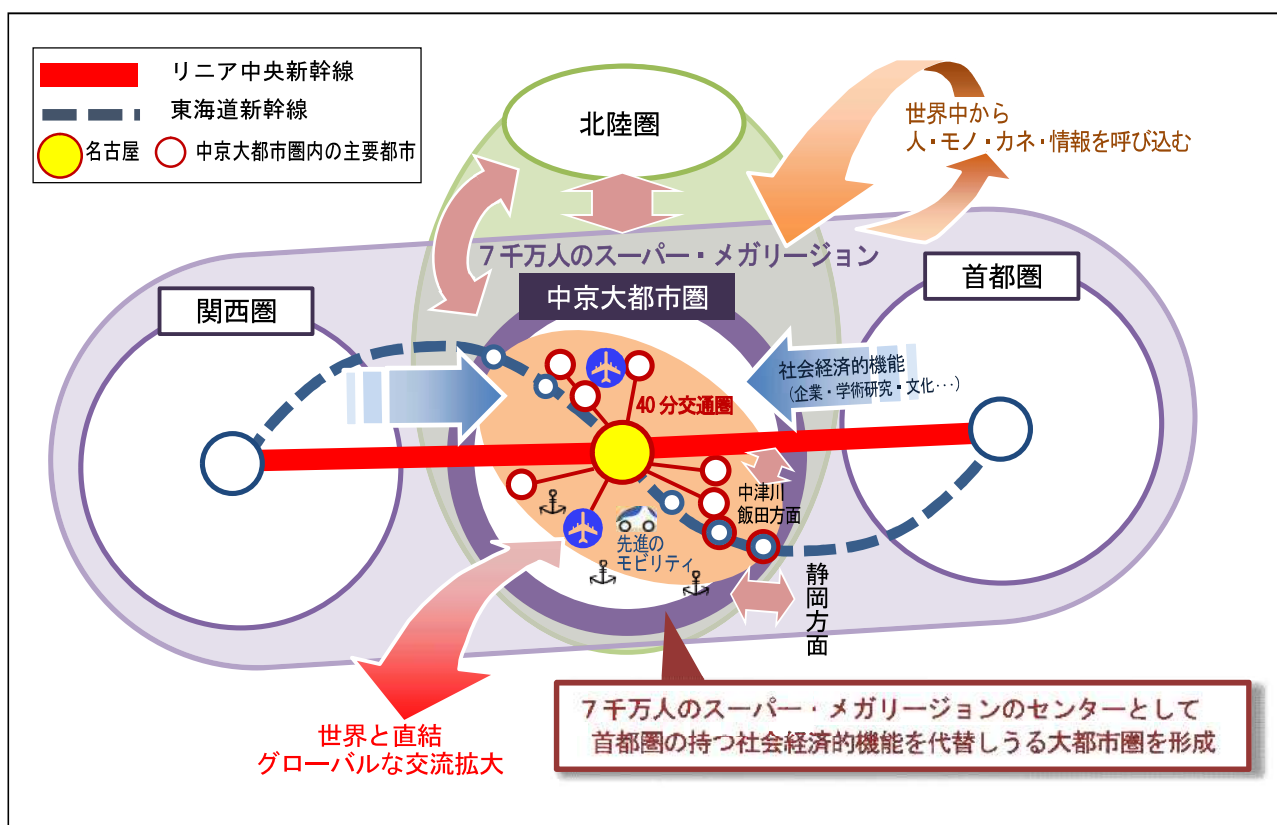 リニア中央新幹線
東海道新幹線
名古屋
中京大都市圏内の主要都市
北陸圏
世界中から
人・モノ・カネ・情報を呼び込む
7千万人のスーパー・メガリージョン
関西圏
中京大都市圏
首都圏
社会経済的機能
(企業・学術研究・文化･･･)
40分交通圏
中津川
飯田方面
先進の
モビリティ
静岡方面
世界と直結
グローバルな交流拡大
7千万人のスーパー・メガリージョンのセンターとして
首都圏の持つ社会経済的機能を代替しうる大都市圏を形成